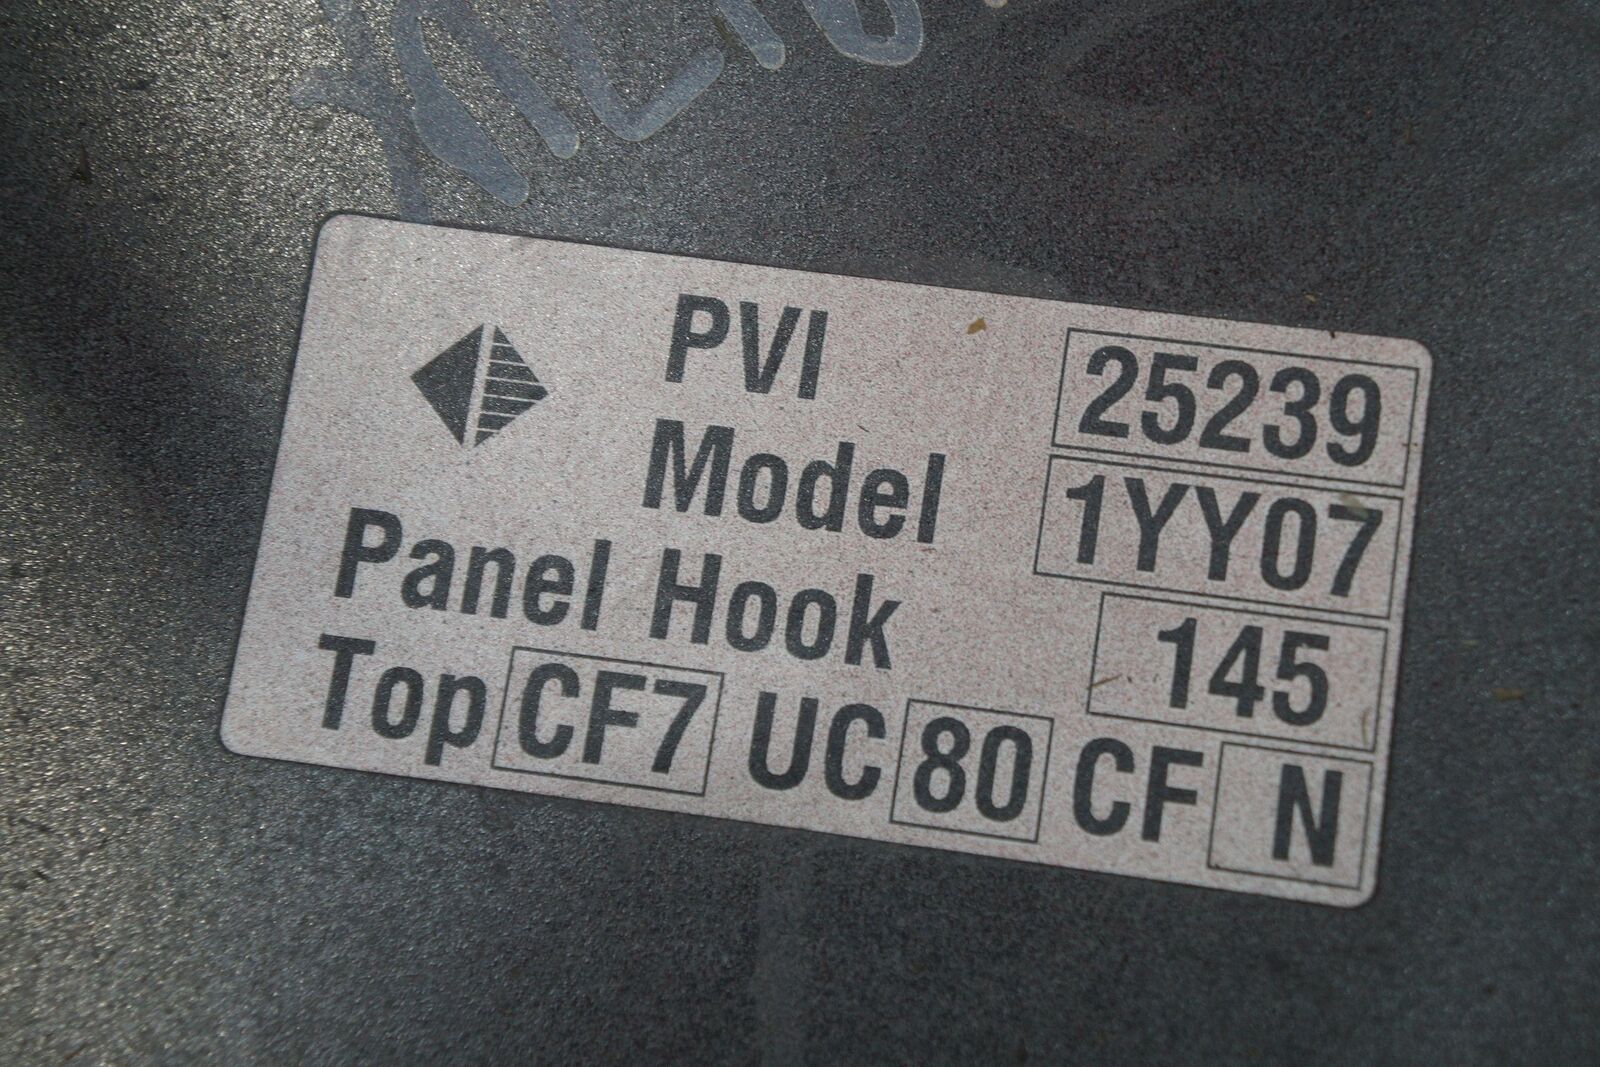 PVI 25239
Model 1YY07
Panel Hook 145
Top CF7 UC 80 CF N